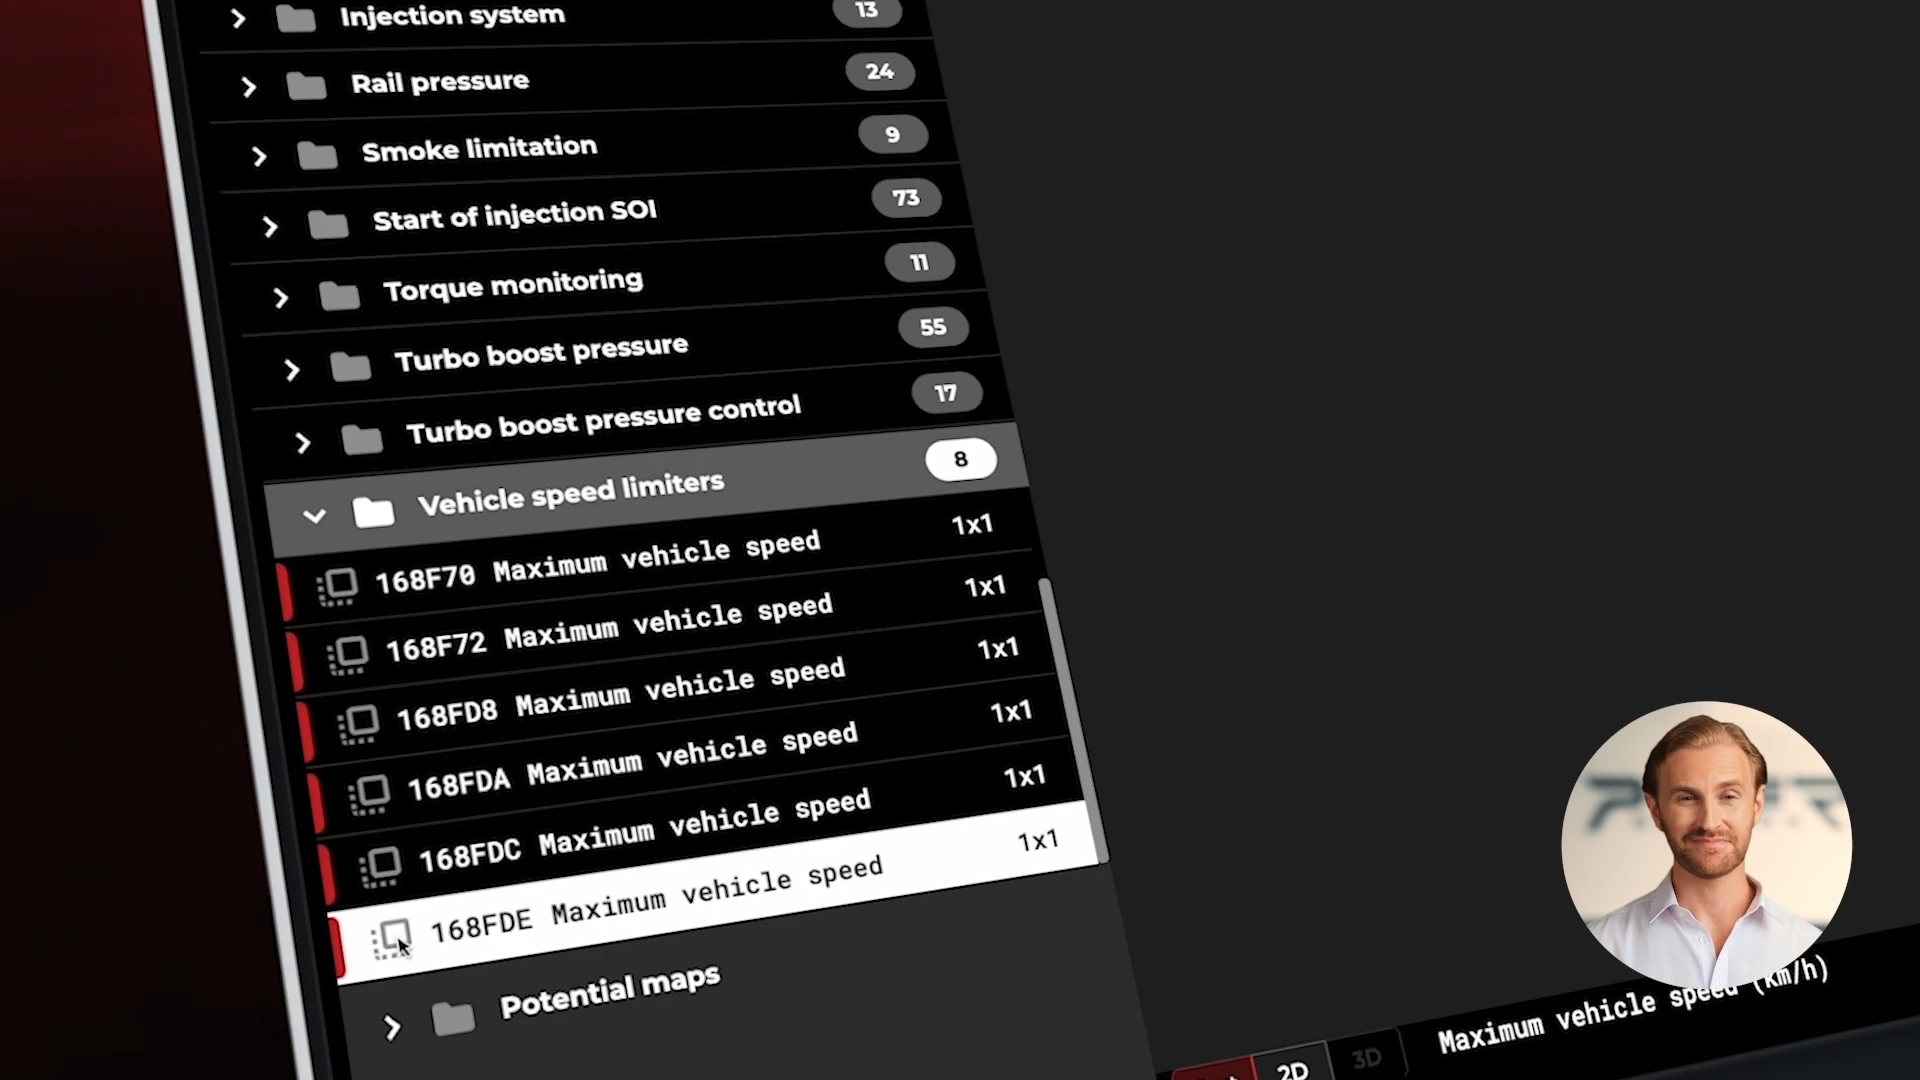 Injection system 13
Rail pressure 24
Smoke limitation 9
Start of injection SOI 73
Torque monitoring 11
Turbo boost pressure 55
Turbo boost pressure control 17
Vehicle speed limiters 8
168F70 Maximum vehicle speed 1x1
168F72 Maximum vehicle speed 1x1
168FD8 Maximum vehicle speed 1x1
168FDA Maximum vehicle speed 1x1
168FDC Maximum vehicle speed 1x1
168FDE Maximum vehicle speed 1x1
Potential maps
2D 3D Maximum vehicle speed (km/h)